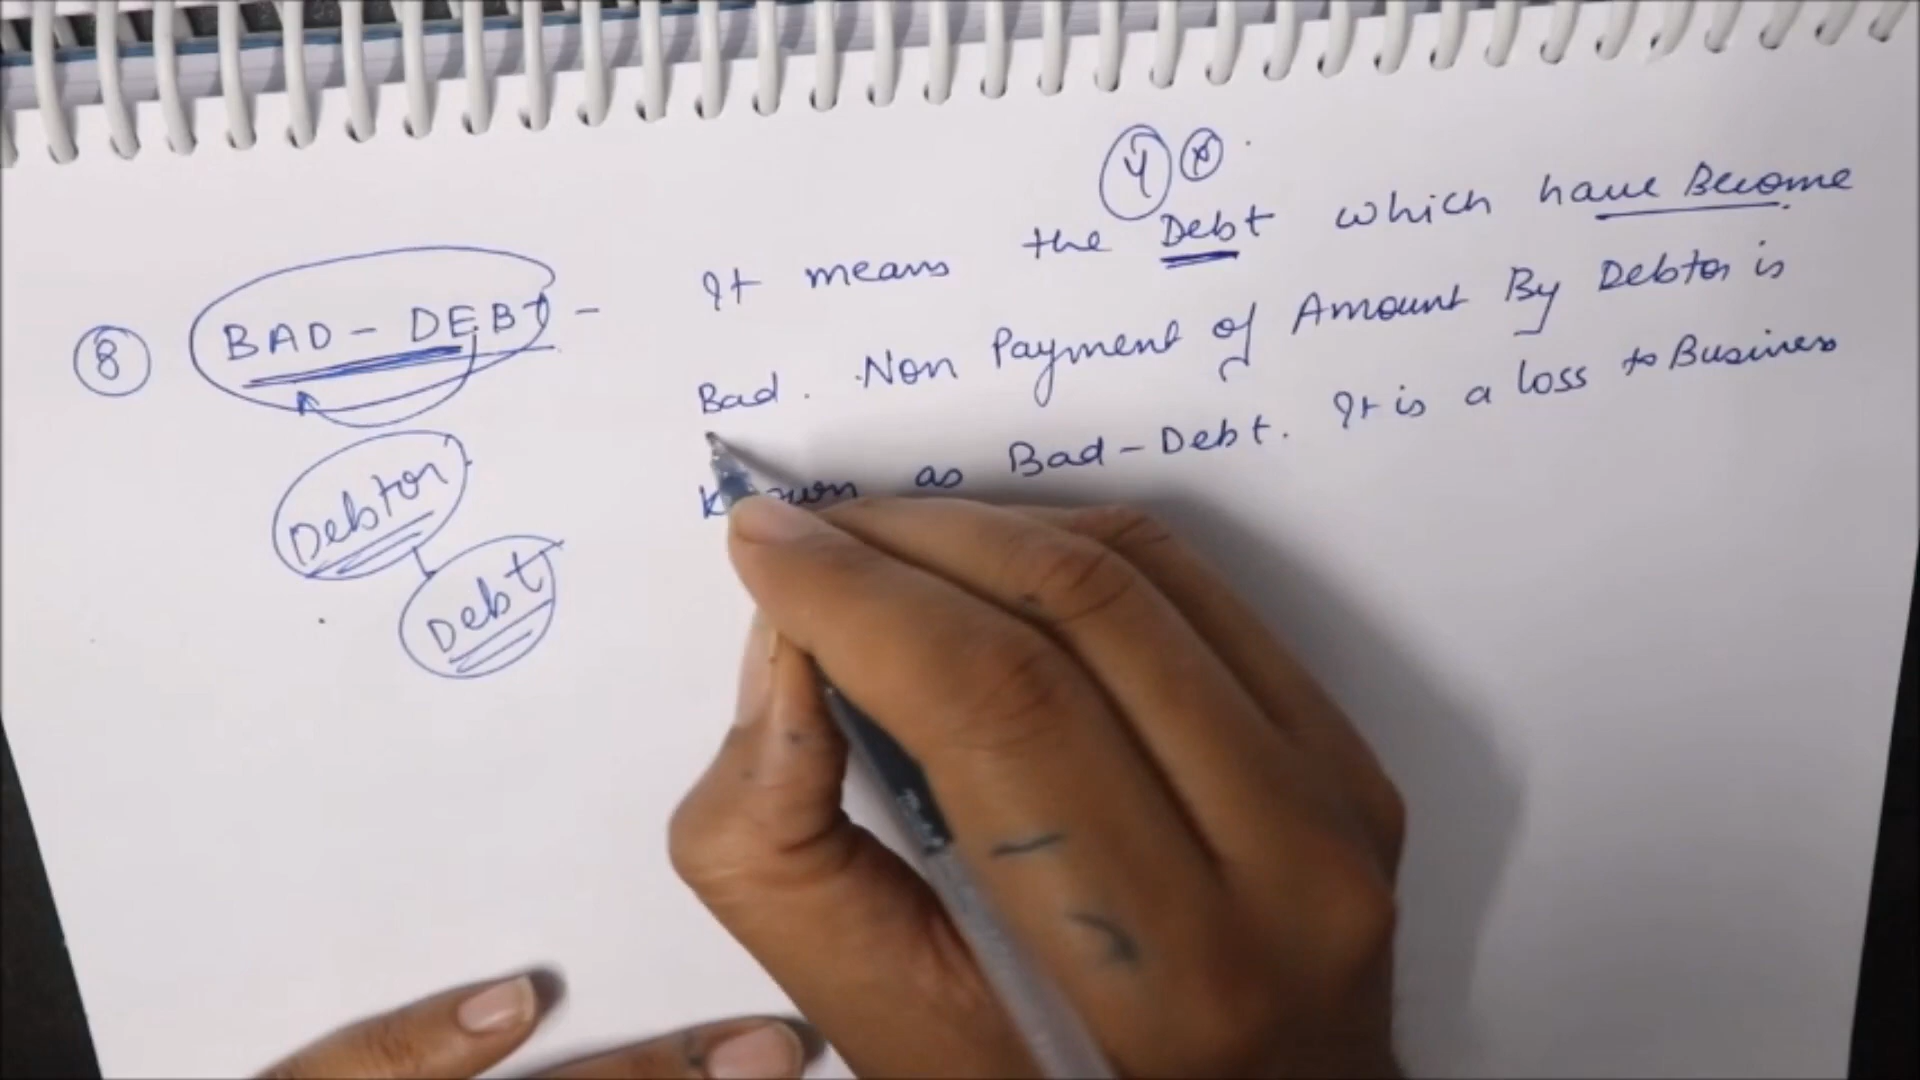 4
8 BAD-DEBT - It means the Debt which have Become
Bad. Non Payment of Amount By Debtor is
Known as Bad-Debt. It is a loss to Business
Debtor
Debt